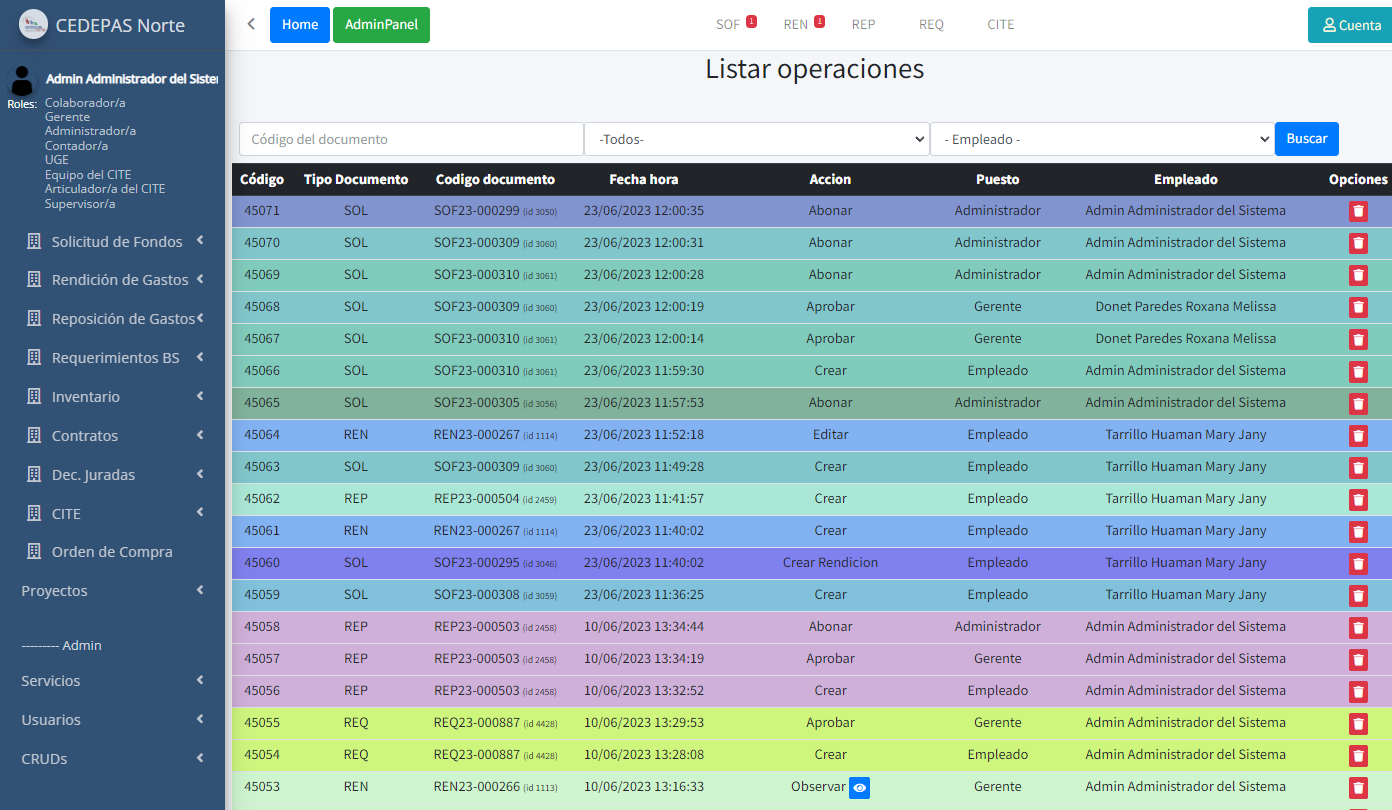 CEDEPAS Norte
Admin Administrador del Siste
Roles:
Colaborador/a
Gerente
Administrador/a
Contador/a
UGE
Equipo del CITE
Articulador/a del CITE
Supervisor/a
Solicitud de Fondos
Rendición de Gastos
Reposición de Gastos
Requerimientos BS
Inventario
Contratos
Dec. Juradas
CITE
Orden de Compra
Proyectos
--------- Admin
Servicios
Usuarios
CRUDs
Home AdminPanel SOF 1 REN 1 REP REQ CITE Cuenta
Listar operaciones
Código del documento -Todos- - Empleado - Buscar
Código Tipo Documento Codigo documento Fecha hora Accion Puesto Empleado Opciones
45071 SOL SOF23-000299 (id 3050) 23/06/2023 12:00:35 Abonar Administrador Admin Administrador del Sistema
45070 SOL SOF23-000309 (id 3060) 23/06/2023 12:00:31 Abonar Administrador Admin Administrador del Sistema
45069 SOL SOF23-000310 (id 3061) 23/06/2023 12:00:28 Abonar Administrador Admin Administrador del Sistema
45068 SOL SOF23-000309 (id 3060) 23/06/2023 12:00:19 Aprobar Gerente Donet Paredes Roxana Melissa
45067 SOL SOF23-000310 (id 3061) 23/06/2023 12:00:14 Aprobar Gerente Donet Paredes Roxana Melissa
45066 SOL SOF23-000310 (id 3061) 23/06/2023 11:59:30 Crear Empleado Admin Administrador del Sistema
45065 SOL SOF23-000305 (id 3056) 23/06/2023 11:57:53 Abonar Administrador Admin Administrador del Sistema
45064 REN REN23-000267 (id 1114) 23/06/2023 11:52:18 Editar Empleado Tarrillo Huaman Mary Jany
45063 SOL SOF23-000309 (id 3060) 23/06/2023 11:49:28 Crear Empleado Tarrillo Huaman Mary Jany
45062 REP REP23-000504 (id 2459) 23/06/2023 11:41:57 Crear Empleado Tarrillo Huaman Mary Jany
45061 REN REN23-000267 (id 1114) 23/06/2023 11:40:02 Crear Empleado Tarrillo Huaman Mary Jany
45060 SOL SOF23-000295 (id 3046) 23/06/2023 11:40:02 Crear Rendicion Empleado Tarrillo Huaman Mary Jany
45059 SOL SOF23-000308 (id 3059) 23/06/2023 11:36:25 Crear Empleado Tarrillo Huaman Mary Jany
45058 REP REP23-000503 (id 2458) 10/06/2023 13:34:44 Abonar Administrador Admin Administrador del Sistema
45057 REP REP23-000503 (id 2458) 10/06/2023 13:34:19 Aprobar Gerente Admin Administrador del Sistema
45056 REP REP23-000503 (id 2458) 10/06/2023 13:32:52 Crear Empleado Admin Administrador del Sistema
45055 REQ REQ23-000887 (id 4428) 10/06/2023 13:29:53 Aprobar Gerente Admin Administrador del Sistema
45054 REQ REQ23-000887 (id 4428) 10/06/2023 13:28:08 Crear Empleado Admin Administrador del Sistema
45053 REN REN23-000266 (id 1113) 10/06/2023 13:16:33 Observar Gerente Admin Administrador del Sistema